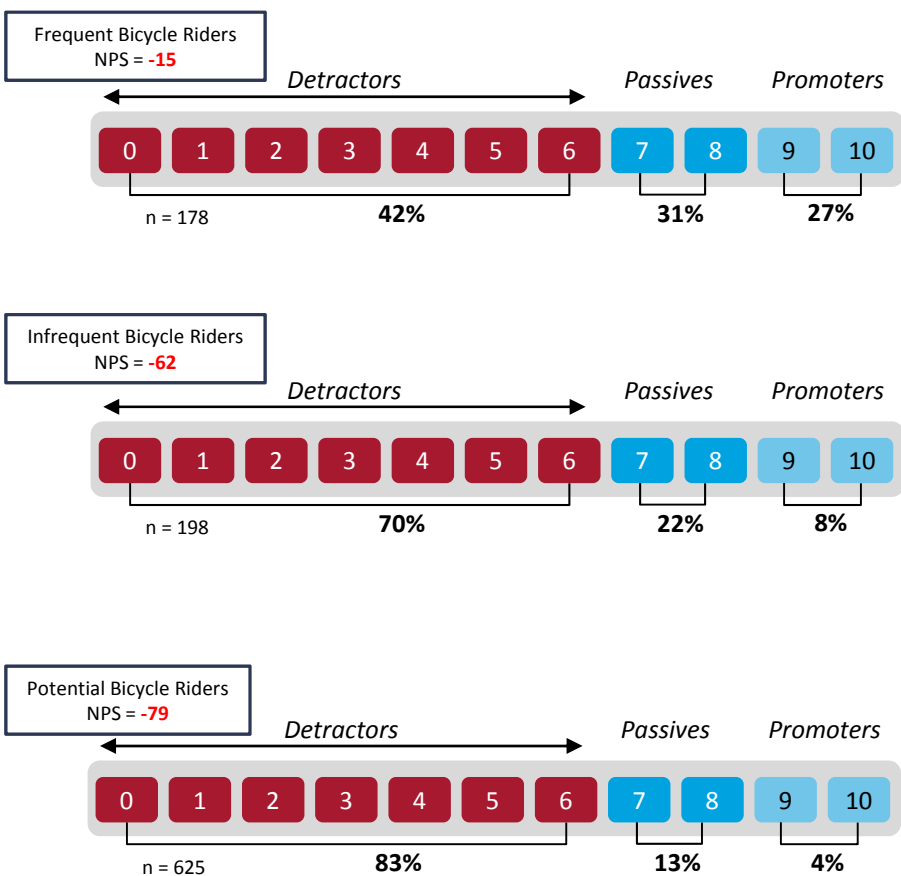 Frequent Bicycle Riders
NPS = -15
Detractors Passives Promoters
0 1 2 3 4 5 6 7 8 9 10
n = 178 42% 31% 27%
Infrequent Bicycle Riders
NPS = -62
Detractors Passives Promoters
0 1 2 3 4 5 6 7 8 9 10
n = 198 70% 22% 8%
Potential Bicycle Riders
NPS = -79
Detractors Passives Promoters
0 1 2 3 4 5 6 7 8 9 10
n = 625 83% 13% 4%